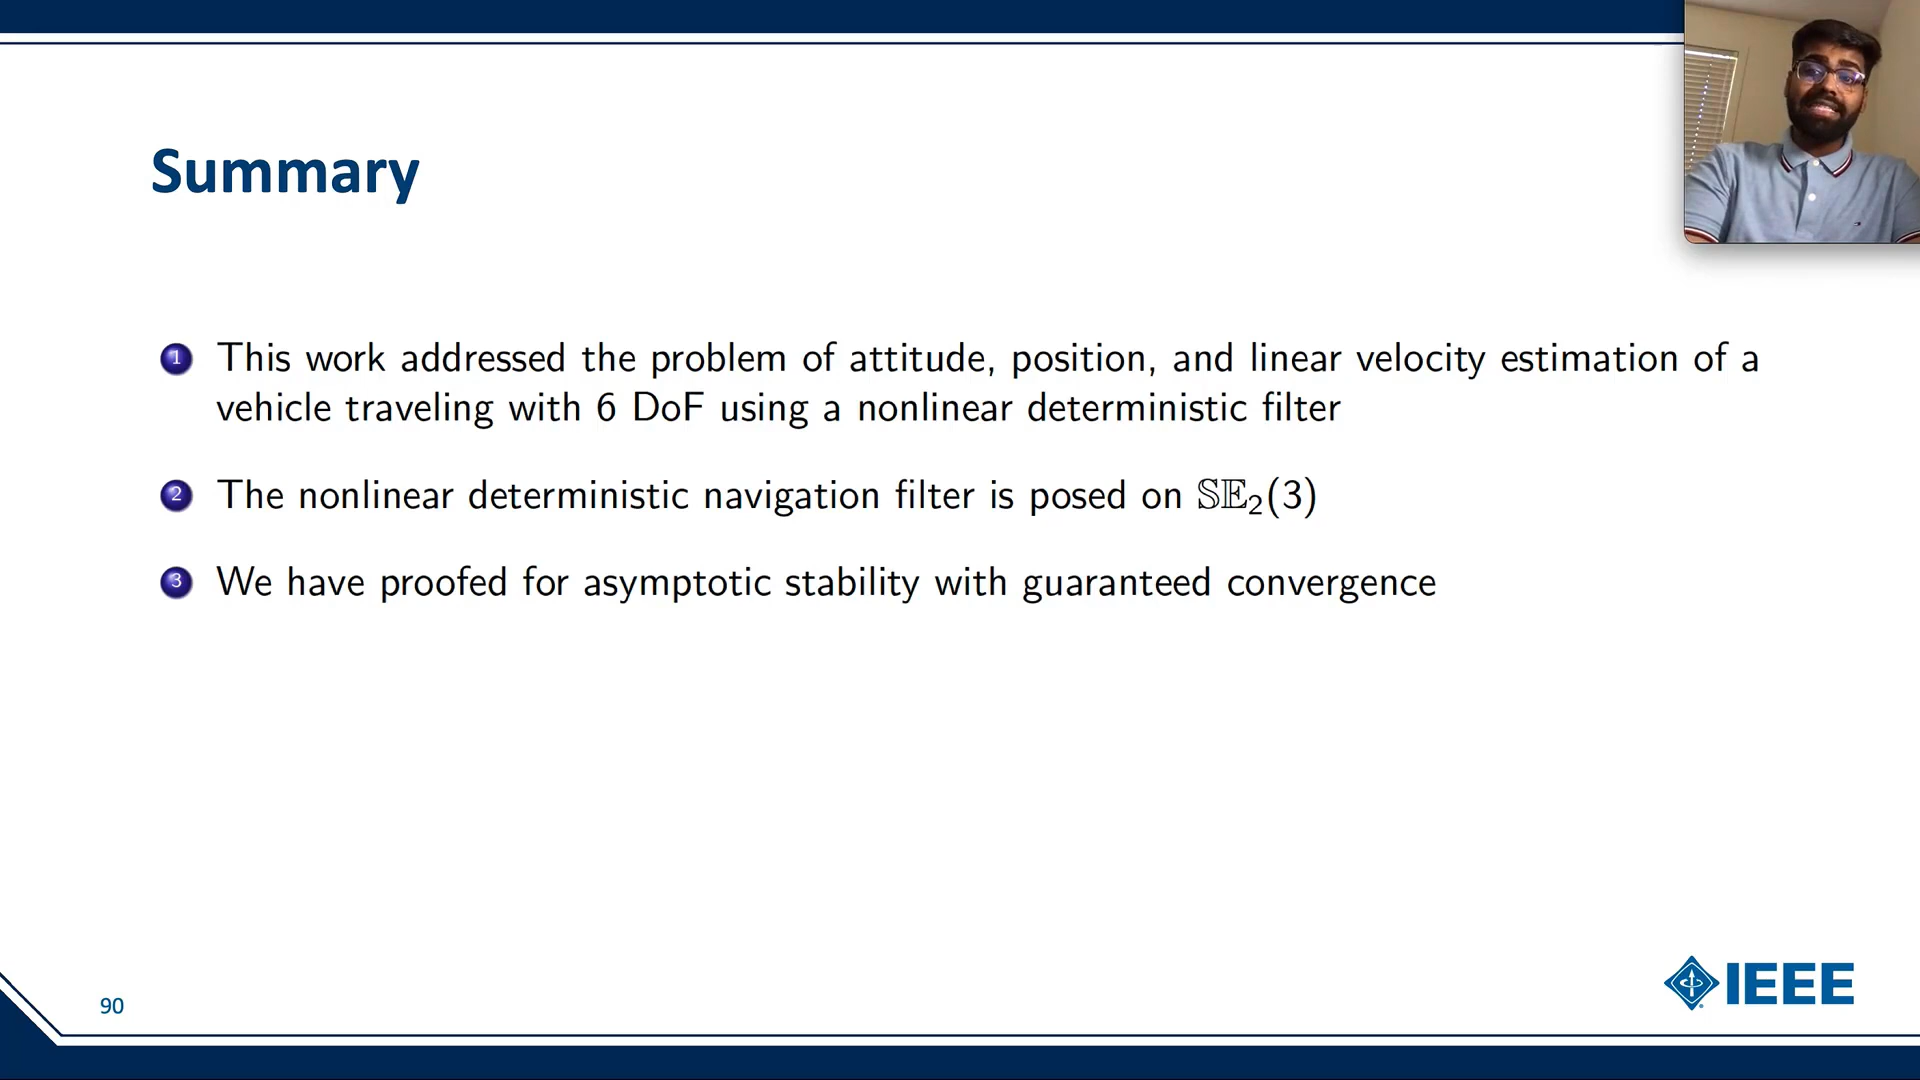 Summary
1 This work addressed the problem of attitude, position, and linear velocity estimation of a
vehicle traveling with 6 DoF using a nonlinear deterministic filter
2 The nonlinear deterministic navigation filter is posed on 𝕊𝔼₂(3)
3 We have proofed for asymptotic stability with guaranteed convergence
IEEE
90